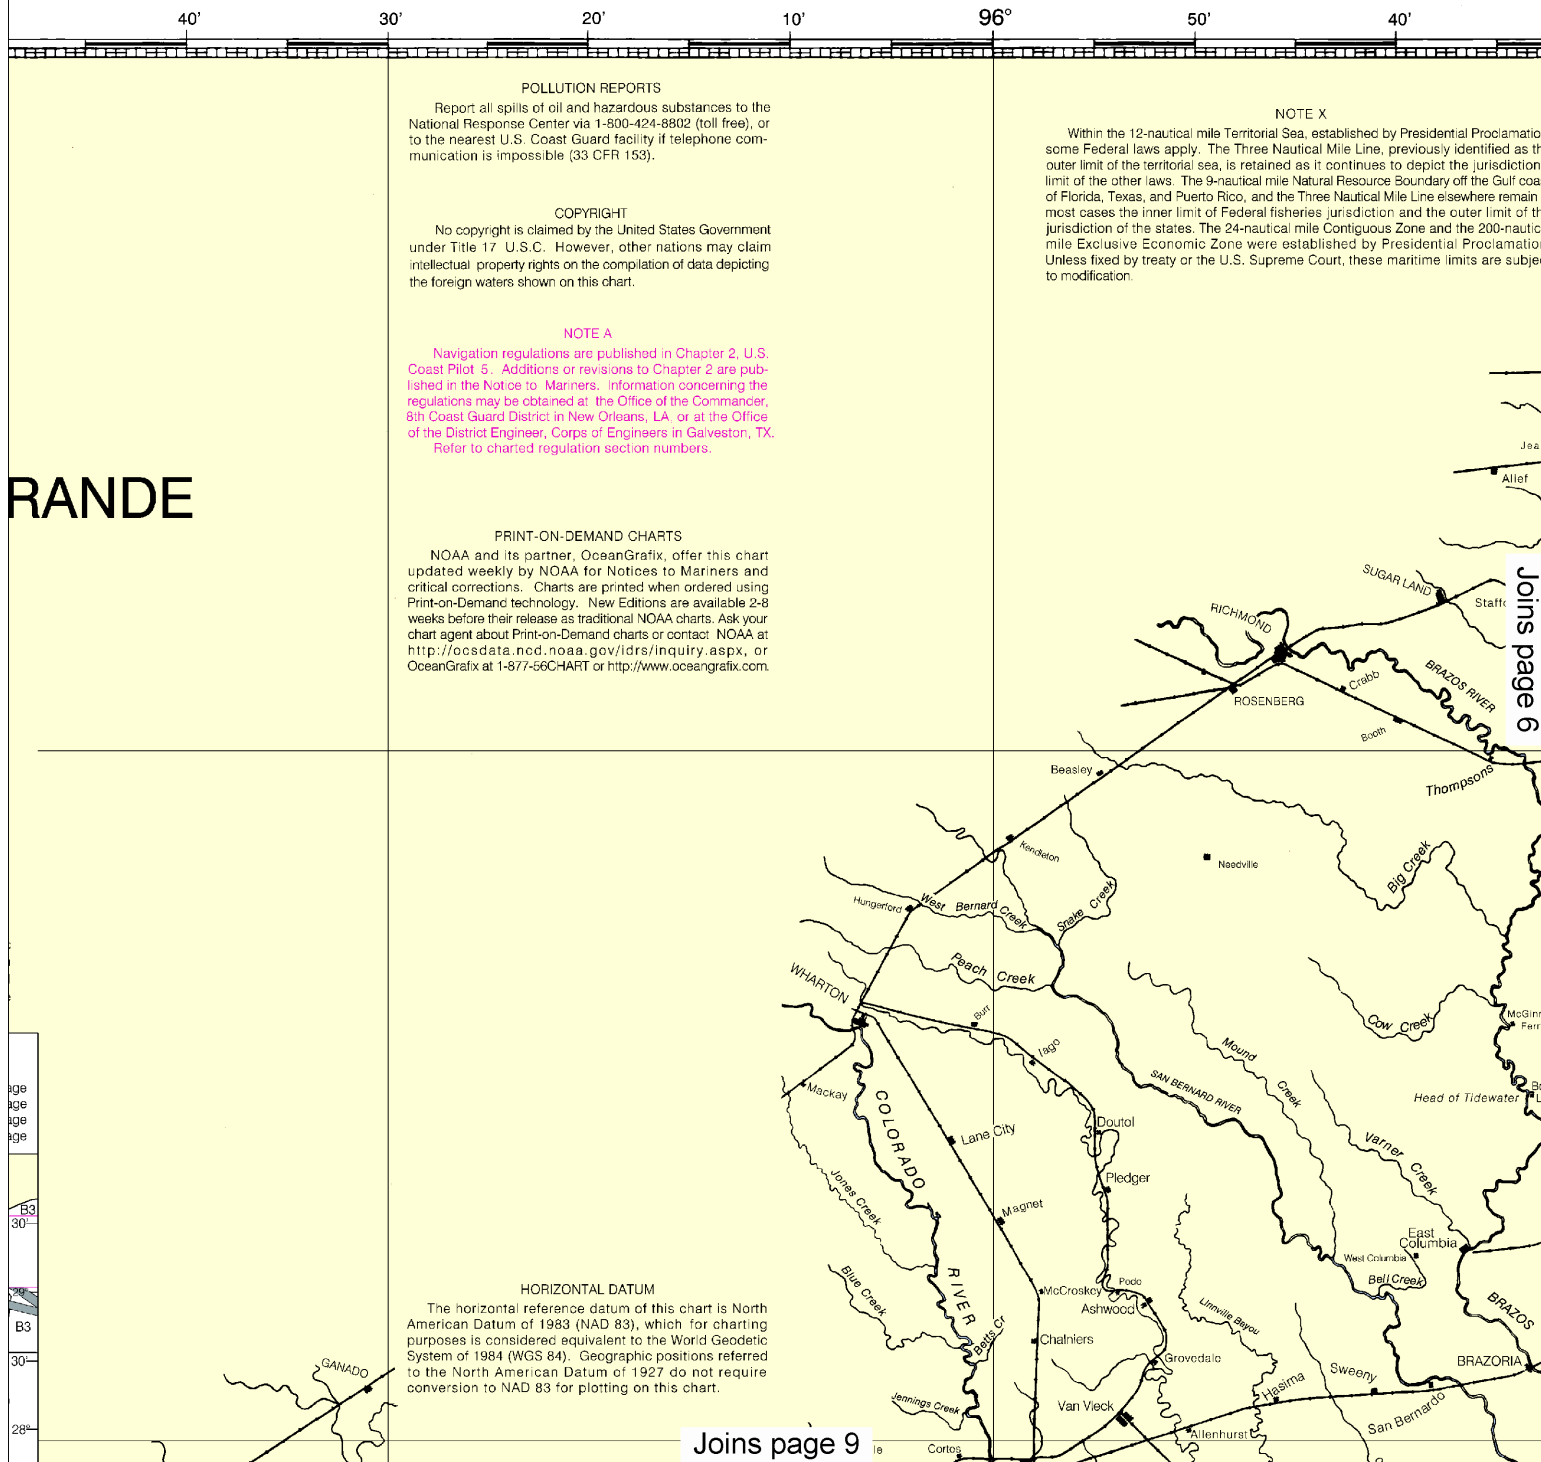 40’
30’
20’
10’
96°
50’
40’
POLLUTION REPORTS
Report all spills of oil and hazardous substances to the
National Response Center via 1-800-424-8802 (toll free), or
to the nearest U.S. Coast Guard facility if telephone com-
munication is impossible (33 CFR 153).
COPYRIGHT
No copyright is claimed by the United States Government
under Title 17 U.S.C. However, other nations may claim
intellectual property rights on the compilation of data depicting
the foreign waters shown on this chart.
NOTE A
Navigation regulations are published in Chapter 2, U.S.
Coast Pilot 5. Additions or revisions to Chapter 2 are pub-
lished in the Notice to Mariners. Information concerning the
regulations may be obtained at the Office of the Commander,
8th Coast Guard District in New Orleans, LA. or at the Office
of the District Engineer, Corps of Engineers in Galveston, TX.
Refer to charted regulation section numbers.
RANDE
PRINT-ON-DEMAND CHARTS
NOAA and its partner, OceanGrafix, offer this chart
updated weekly by NOAA for Notices to Mariners and
critical corrections. Charts are printed when ordered using
Print-on-Demand technology. New Editions are available 2-8
weeks before their release as traditional NOAA charts. Ask your
chart agent about Print-on-Demand charts or contact NOAA at
http://ocsdata.ncd.noaa.gov/idrs/inquiry.aspx, or
OceanGrafix at 1-877-56CHART or http://www.oceangrafix.com.
NOTE X
Within the 12-nautical mile Territorial Sea, established by Presidential Proclamatio
some Federal laws apply. The Three Nautical Mile Line, previously identified as th
outer limit of the territorial sea, is retained as it continues to depict the jurisdiction
limit of the other laws. The 9-nautical mile Natural Resource Boundary off the Gulf coa
of Florida, Texas, and Puerto Rico, and the Three Nautical Mile Line elsewhere remain
most cases the inner limit of Federal fisheries jurisdiction and the outer limit of th
jurisdiction of the states. The 24-nautical mile Contiguous Zone and the 200-nautic
mile Exclusive Economic Zone were established by Presidential Proclamation
Unless fixed by treaty or the U.S. Supreme Court, these maritime limits are subje
to modification.
Jea
Alief
SUGAR LAND
Staffo
Joins page 6
RICHMOND
BRAZOS RIVER
Crabb
ROSENBERG
Booth
Thompsons
Beasley
Kendleton
Needville
Big Creek
Hungerford
West Bernard Creek
Snake Creek
Peach Creek
WHARTON
Burr
Iago
Cow Creek
McGinn
Ferr
Mound Creek
SAN BERNARD RIVER
Head of Tidewater
Mackay
COLORADO RIVER
Lane City
Doutol
Pledger
Varner Creek
Jones Creek
Magnet
East
Columbia
West Columbia
Bell Creek
Blue Creek
McCroskey
Podo
Ashwood
Linnville Bayou
BRAZOS
Betts Cr
Chalniers
Grovedale
BRAZORIA
Sweeny
Hasima
San Bernardo
Jennings Creek
Van Vleck
Allenhurst
Cortes
le
Joins page 9
HORIZONTAL DATUM
The horizontal reference datum of this chart is North
American Datum of 1983 (NAD 83), which for charting
purposes is considered equivalent to the World Geodetic
System of 1984 (WGS 84). Geographic positions referred
to the North American Datum of 1927 do not require
conversion to NAD 83 for plotting on this chart.
GANADO
age
age
age
age
B3
30’
29°
B3
30’
28°